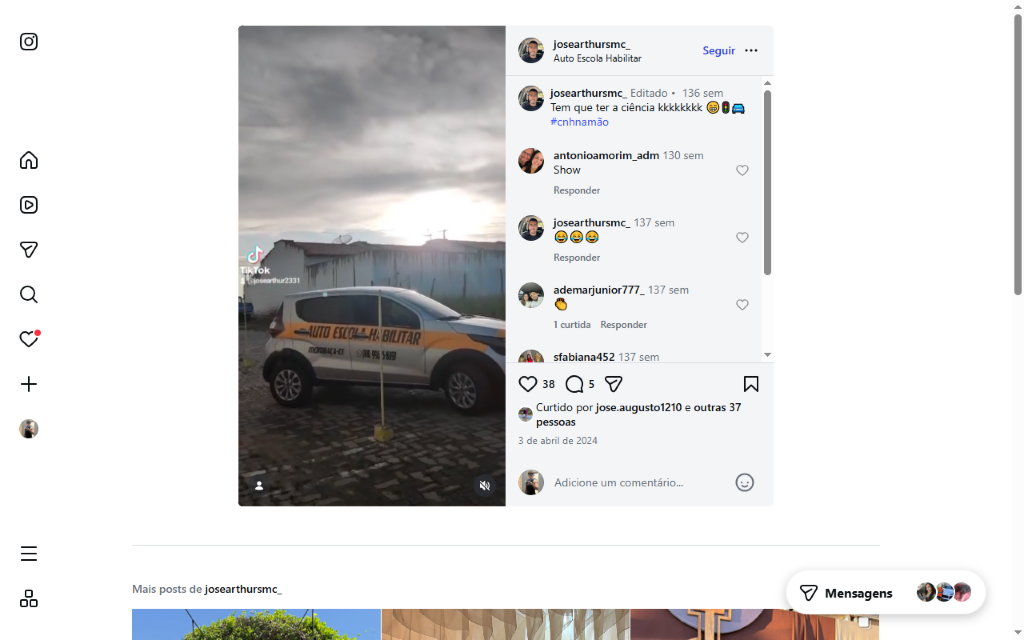 TikTok
@josearthur2331
AUTO ESCOLA HABILITAR
josearthursmc_
Auto Escola Habilitar
Seguir
josearthursmc_ Editado • 136 sem
Tem que ter a ciência kkkkkkkk 😁🚦🚘
#cnhnamão
antonioamorim_adm 130 sem
Show
Responder
josearthursmc_ 137 sem
😂😂😂
Responder
ademarjunior777_ 137 sem
👏
1 curtida Responder
sfabiana452 137 sem
38 5
Curtido por jose.augusto1210 e outras 37
pessoas
3 de abril de 2024
Adicione um comentário...
Mais posts de josearthursmc_
Mensagens